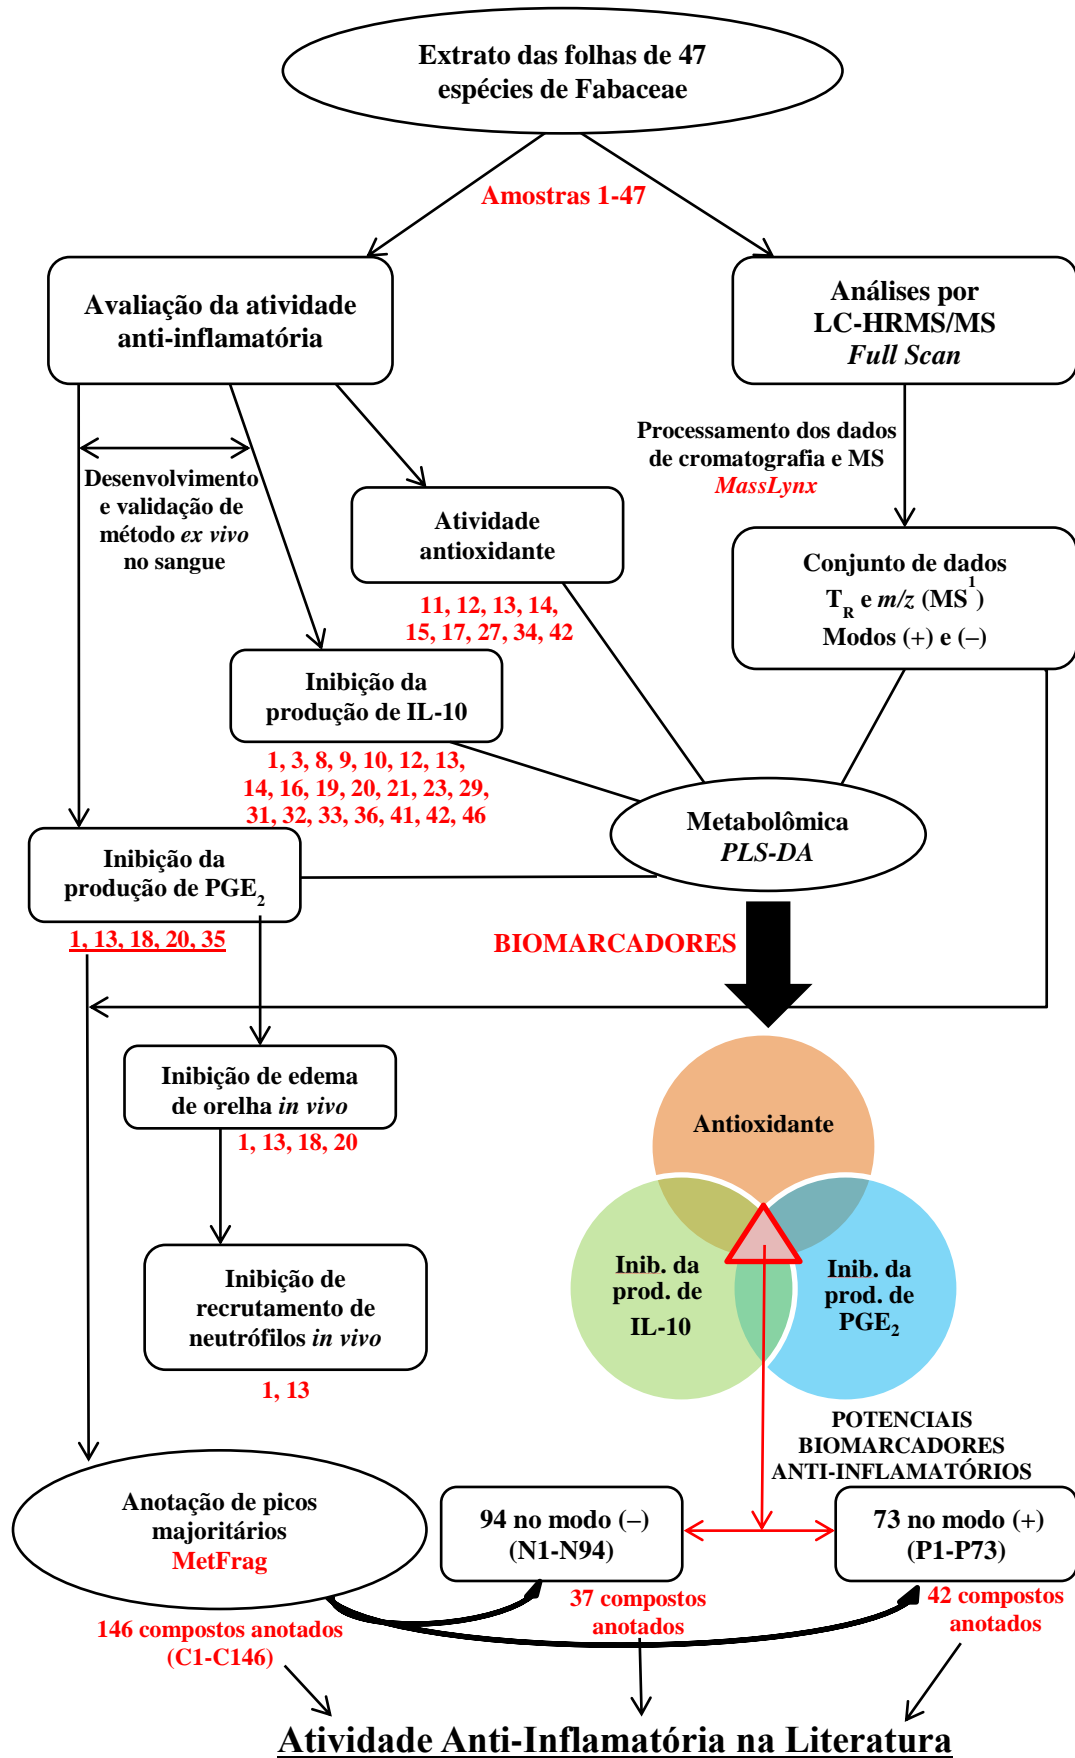 Extrato das folhas de 47
espécies de Fabaceae
Amostras 1-47
Avaliação da atividade
anti-inflamatória
Análises por
LC-HRMS/MS
Full Scan
Processamento dos dados
de cromatografia e MS
MassLynx
Desenvolvimento
e validação de
método ex vivo
no sangue
Atividade
antioxidante
11, 12, 13, 14,
15, 17, 27, 34, 42
Conjunto de dados
T_R e m/z (MS¹)
Modos (+) e (–)
Inibição da
produção de IL-10
1, 3, 8, 9, 10, 12, 13,
14, 16, 19, 20, 21, 23, 29,
31, 32, 33, 36, 41, 42, 46
Metabolômica
PLS-DA
Inibição da
produção de PGE₂
1, 13, 18, 20, 35
BIOMARCADORES
Inibição de edema
de orelha in vivo
1, 13, 18, 20
Antioxidante
Inib. da
prod. de
IL-10
Inib. da
prod. de
PGE₂
Inibição de
recrutamento de
neutrófilos in vivo
1, 13
POTENCIAIS
BIOMARCADORES
ANTI-INFLAMATÓRIOS
Anotação de picos
majoritários
MetFrag
94 no modo (–)
(N1-N94)
73 no modo (+)
(P1-P73)
37 compostos
anotados
42 compostos
anotados
146 compostos anotados
(C1-C146)
Atividade Anti-Inflamatória na Literatura